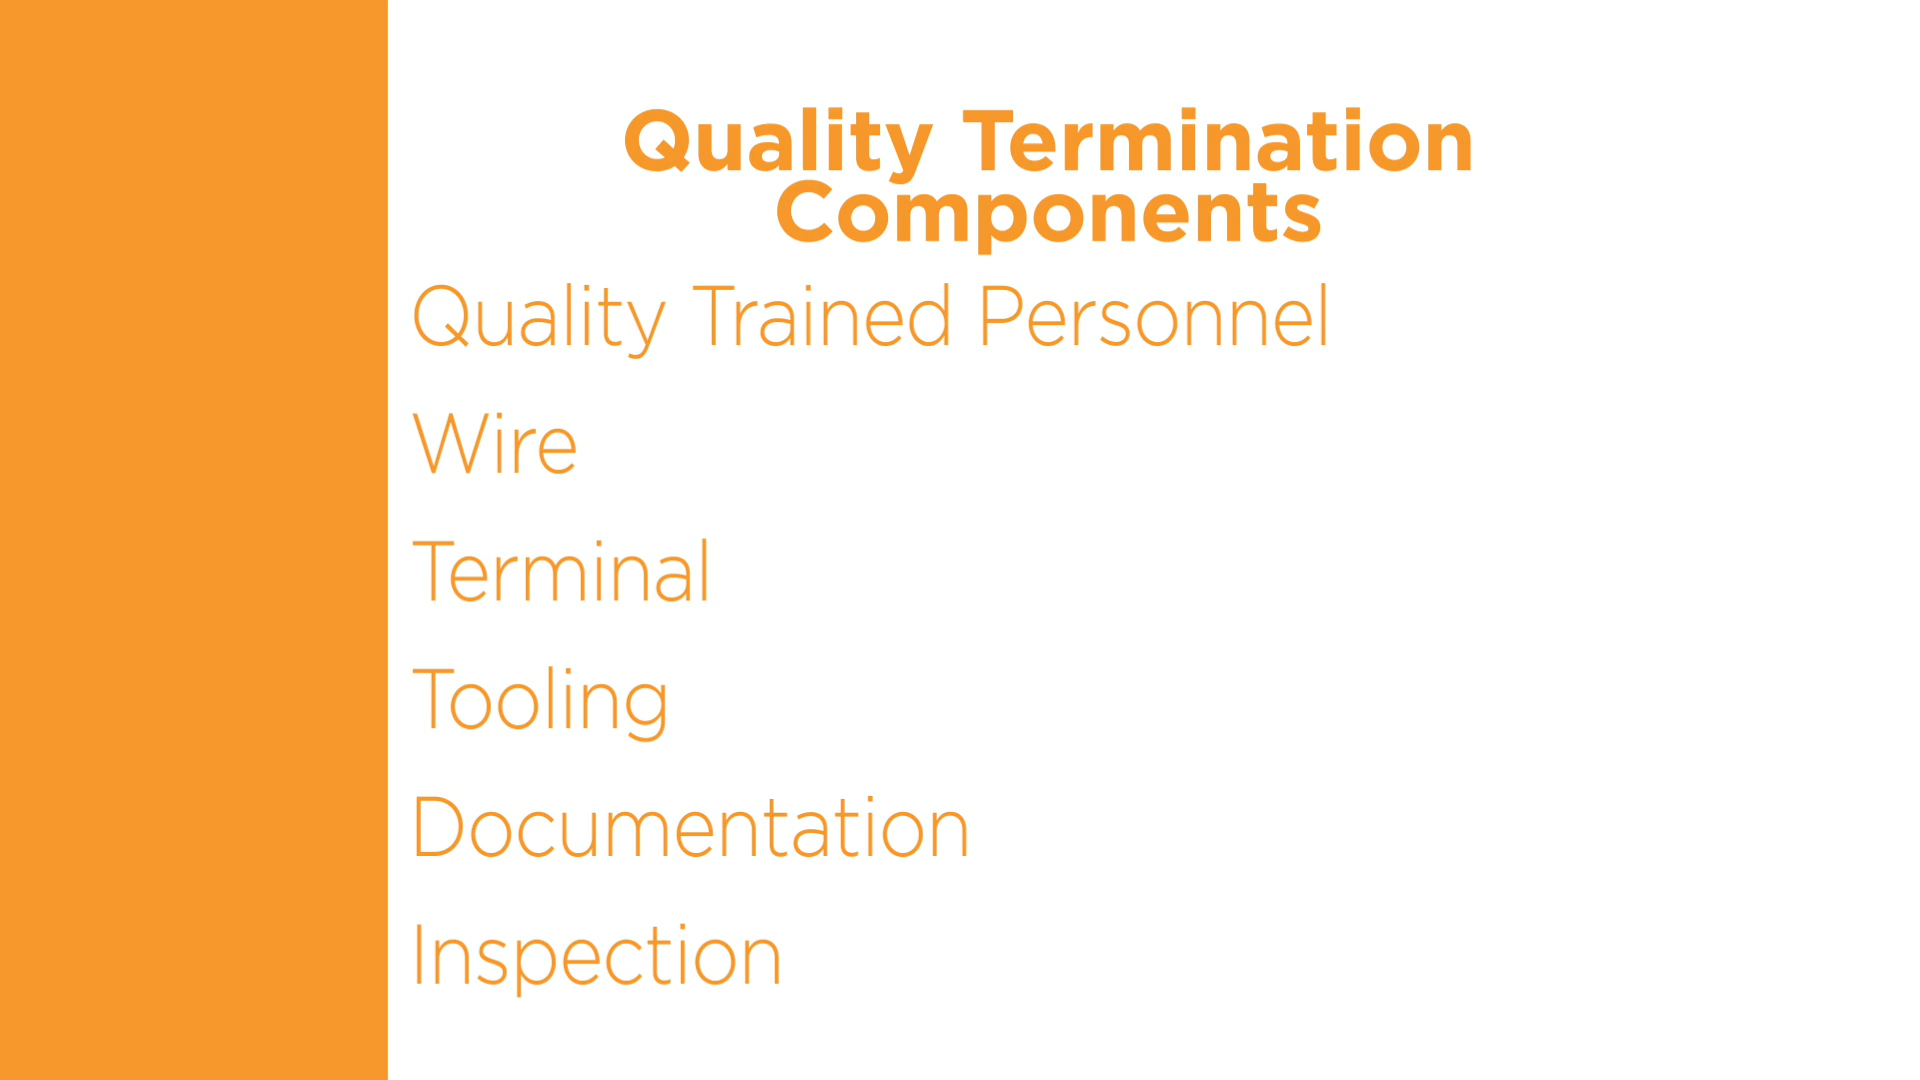 Quality Termination
Components
Quality Trained Personnel
Wire
Terminal
Tooling
Documentation
Inspection